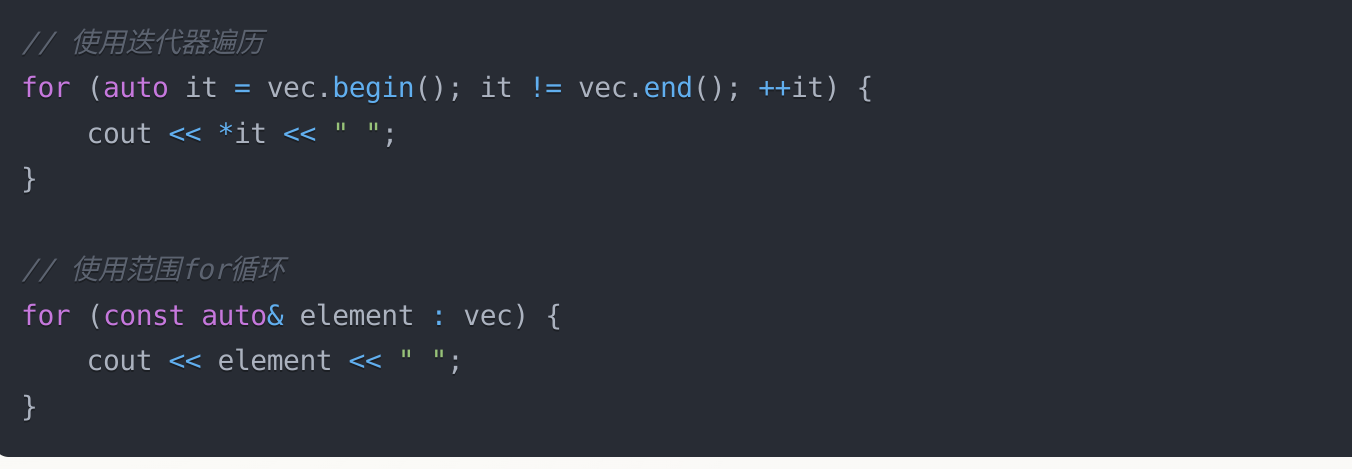 // 使用迭代器遍历
for (auto it = vec.begin(); it != vec.end(); ++it) {
    cout << *it << " ";
}

// 使用范围for循环
for (const auto& element : vec) {
    cout << element << " ";
}